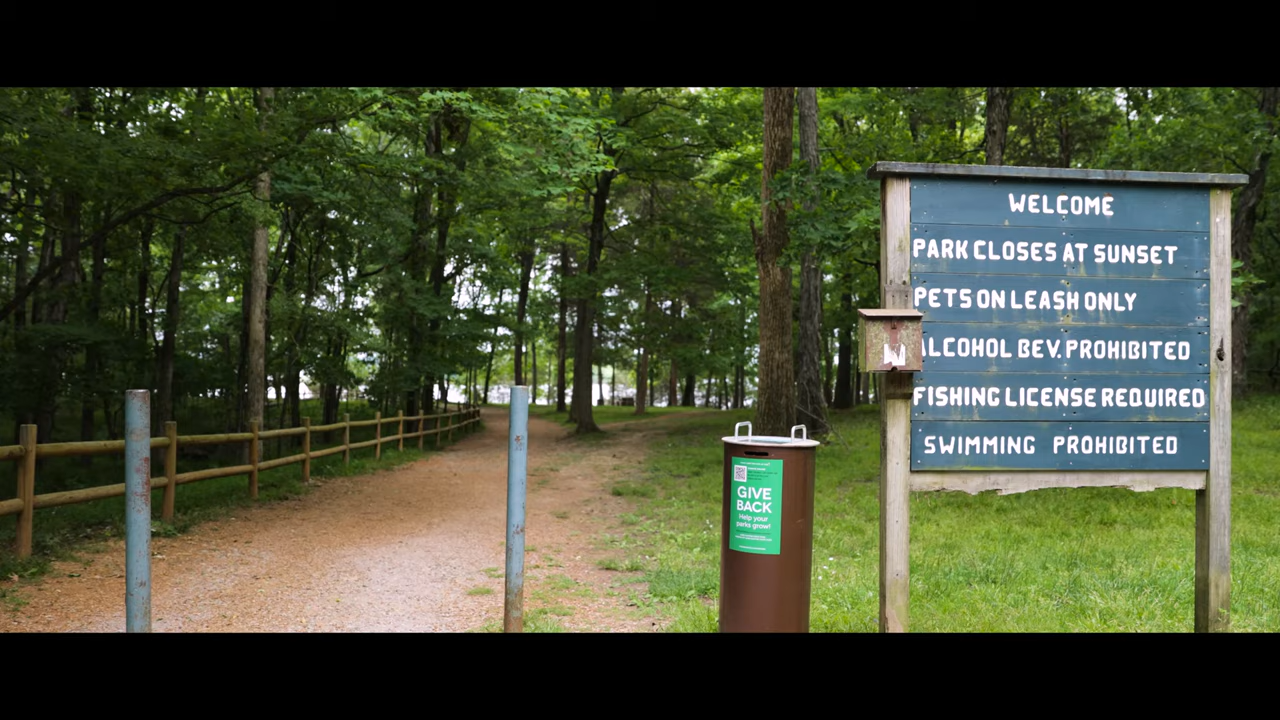 WELCOME
PARK CLOSES AT SUNSET
PETS ON LEASH ONLY
ALCOHOL BEV. PROHIBITED
FISHING LICENSE REQUIRED
SWIMMING PROHIBITED
GIVE
BACK
Help your
parks grow!